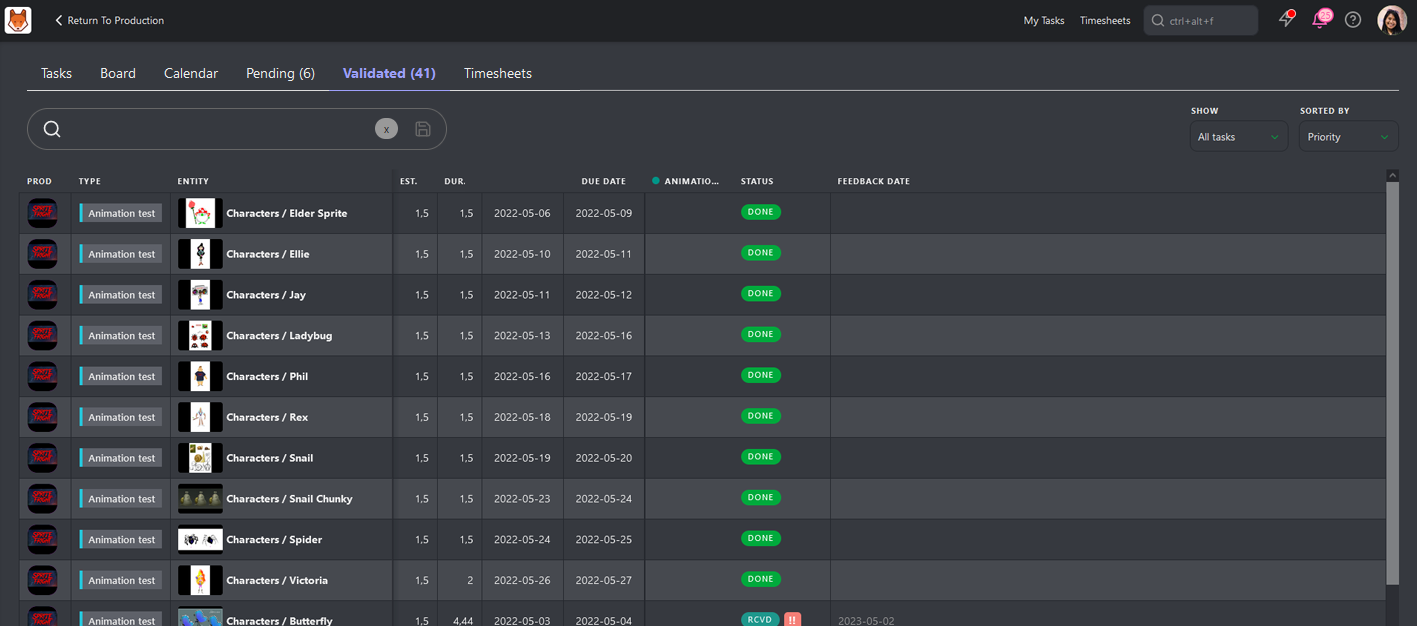 Return To Production
My Tasks Timesheets ctrl+alt+f
Tasks Board Calendar Pending (6) Validated (41) Timesheets
SHOW SORTED BY
x
All tasks Priority
PROD TYPE ENTITY EST. DUR. DUE DATE ANIMATIO... STATUS FEEDBACK DATE
Animation test Characters / Elder Sprite 1,5 1,5 2022-05-06 2022-05-09 DONE
Animation test Characters / Ellie 1,5 1,5 2022-05-10 2022-05-11 DONE
Animation test Characters / Jay 1,5 1,5 2022-05-11 2022-05-12 DONE
Animation test Characters / Ladybug 1,5 1,5 2022-05-13 2022-05-16 DONE
Animation test Characters / Phil 1,5 1,5 2022-05-16 2022-05-17 DONE
Animation test Characters / Rex 1,5 1,5 2022-05-18 2022-05-19 DONE
Animation test Characters / Snail 1,5 1,5 2022-05-19 2022-05-20 DONE
Animation test Characters / Snail Chunky 1,5 1,5 2022-05-23 2022-05-24 DONE
Animation test Characters / Spider 1,5 1,5 2022-05-24 2022-05-25 DONE
Animation test Characters / Victoria 1,5 2 2022-05-26 2022-05-27 DONE
Animation test Characters / Butterfly 1,5 4,44 2022-05-03 2022-05-04 RCVD !! 2023-05-02